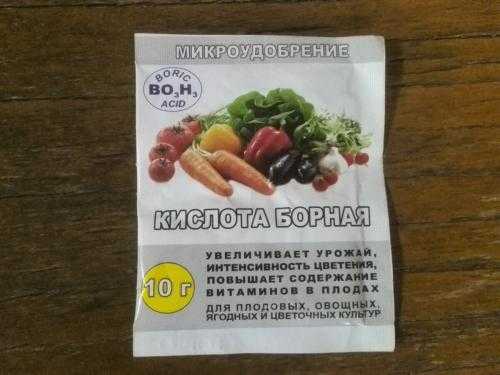 МИКРОУДОБРЕНИЕ
BORIC
BO₃H₃
ACID
КИСЛОТА БОРНАЯ
10 г
УВЕЛИЧИВАЕТ УРОЖАЙ,
ИНТЕНСИВНОСТЬ ЦВЕТЕНИЯ,
ПОВЫШАЕТ СОДЕРЖАНИЕ
ВИТАМИНОВ В ПЛОДАХ
ДЛЯ ПЛОДОВЫХ, ОВОЩНЫХ,
ЯГОДНЫХ И ЦВЕТОЧНЫХ КУЛЬТУР